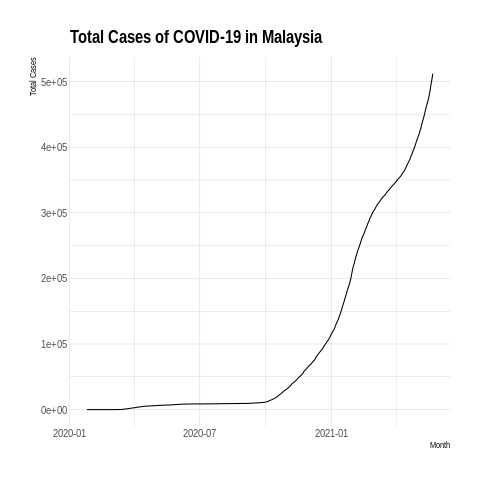 Total Cases of COVID-19 in Malaysia
Total Cases
5e+05
4e+05
3e+05
2e+05
1e+05
0e+00
2020-01
2020-07
2021-01
Month